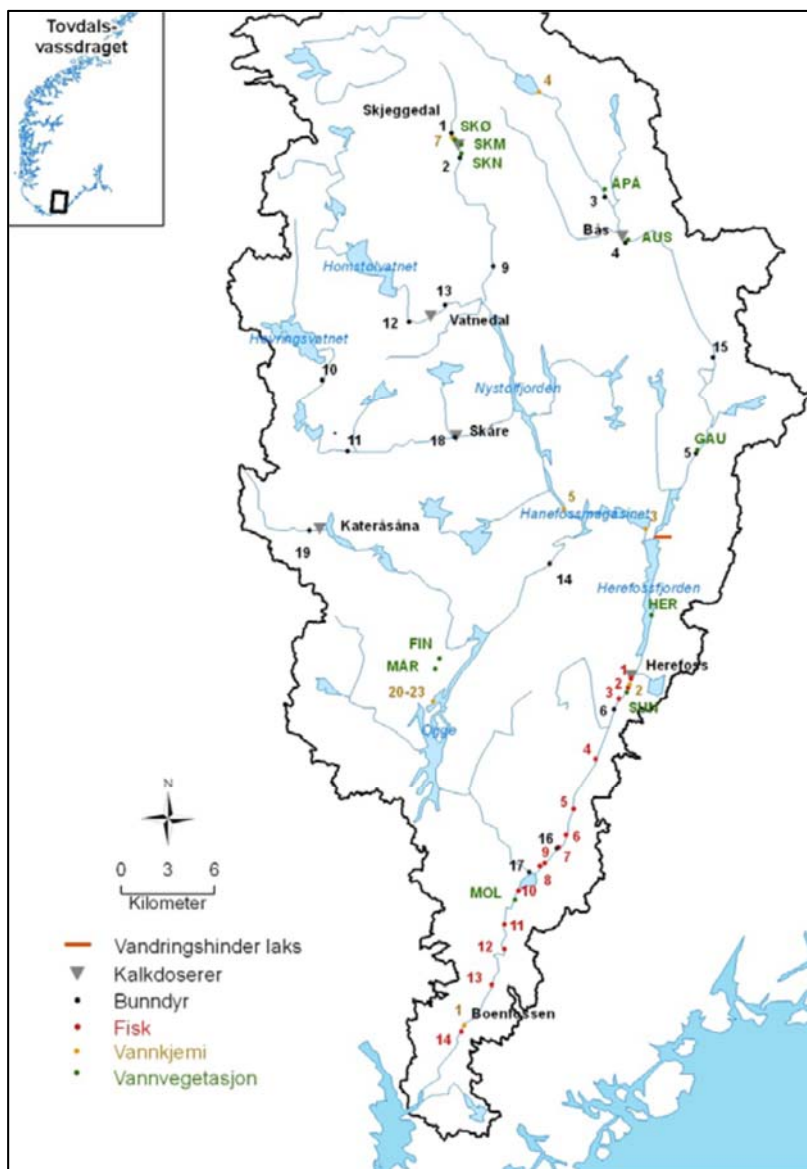 Tovdals-
vassdraget
4
Skjeggedal
1
SKØ
7
SKM
2
SKN
APÅ
3
Bås
AUS
4
Homstølvatnet
9
13
12
Vatnedal
Høvringsvatnet
15
10
Nystølfjorden
18
Skåre
11
GAU
5
5
Hanefossmagasinet
3
Kateråsåna
19
14
Herefossfjorden
HER
FIN
MÅR
1
Herefoss
2
2
3
20-23
SUN
6
Ogge
4
5
N
6
16
7
9
17
8
0 3 6
Kilometer
MOL
10
11
12
13
1
Boenfossen
14
Vandringshinder laks
Kalkdoserer
Bunndyr
Fisk
Vannkjemi
Vannvegetasjon